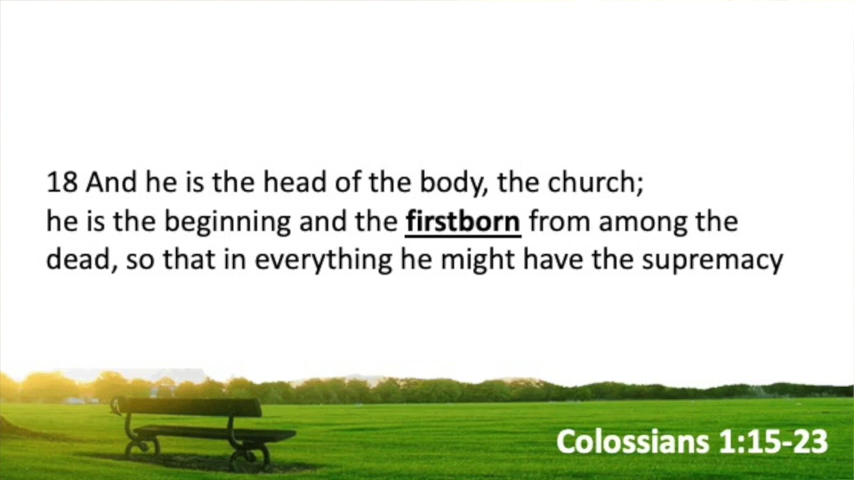 18 And he is the head of the body, the church;
he is the beginning and the firstborn from among the
dead, so that in everything he might have the supremacy
Colossians 1:15-23